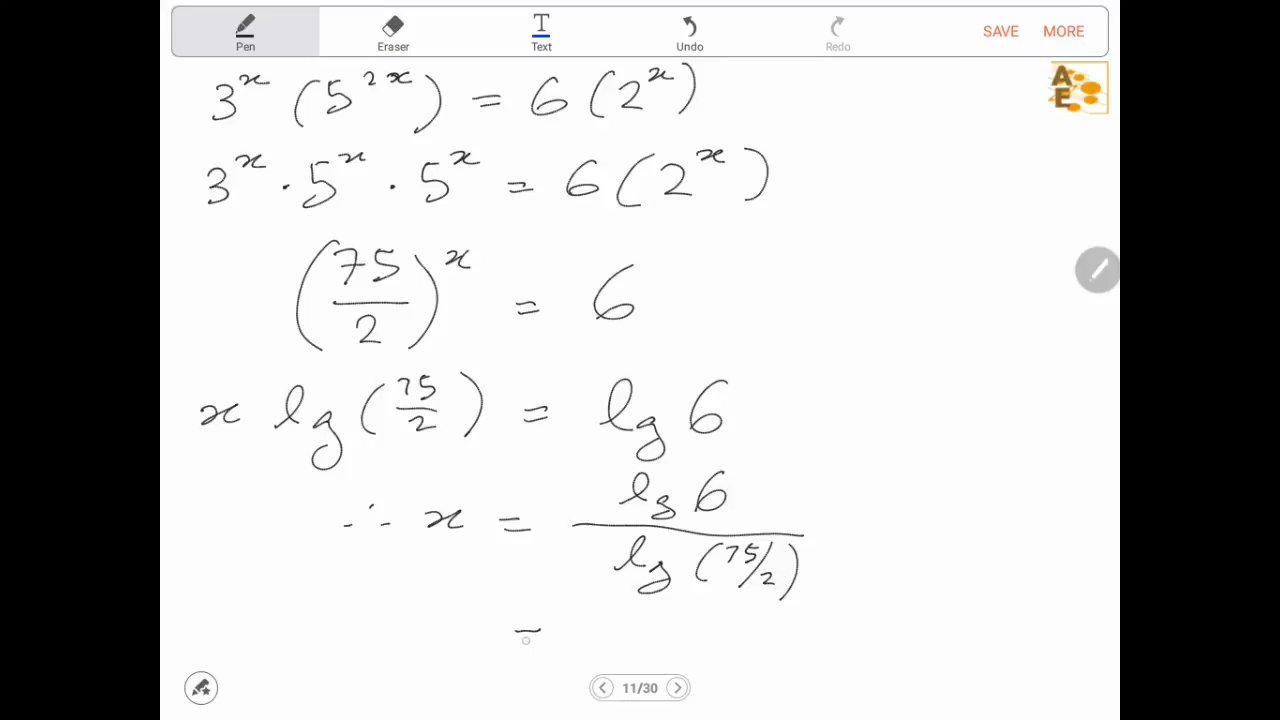 Pen Eraser Text Undo Redo SAVE MORE
A
E
3^x (5^{2x}) = 6 (2^x)
3^x · 5^x · 5^x = 6 (2^x)
(75/2)^x = 6
x lg (75/2) = lg 6
∴ x = lg 6 / lg (75/2)
=
11/30